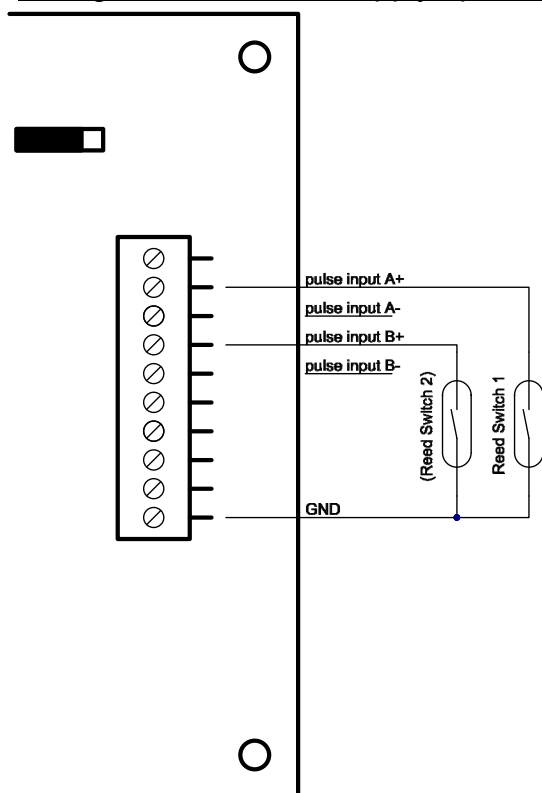 pulse input A+
pulse input A-
pulse input B+
pulse input B-
(Reed Switch 2)
Reed Switch 1
GND